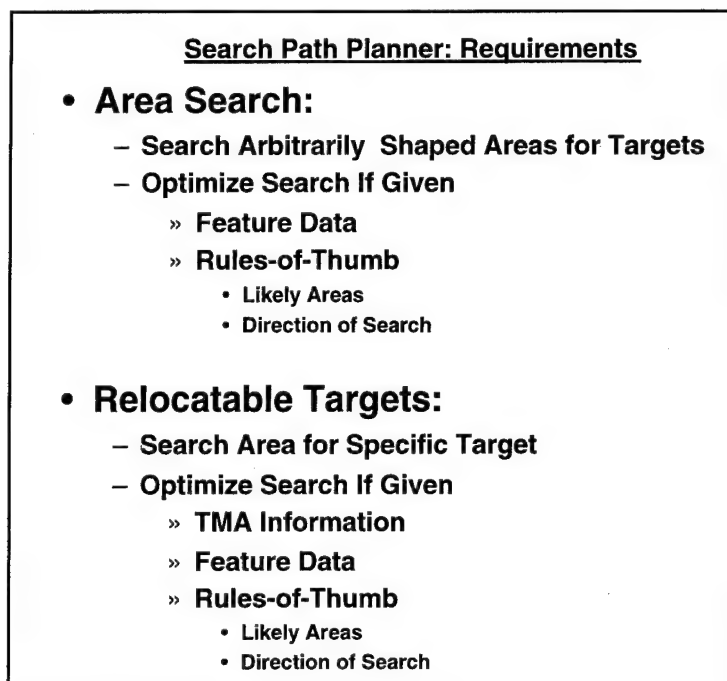 Search Path Planner: Requirements
• Area Search:
– Search Arbitrarily Shaped Areas for Targets
– Optimize Search If Given
» Feature Data
» Rules-of-Thumb
• Likely Areas
• Direction of Search
• Relocatable Targets:
– Search Area for Specific Target
– Optimize Search If Given
» TMA Information
» Feature Data
» Rules-of-Thumb
• Likely Areas
• Direction of Search